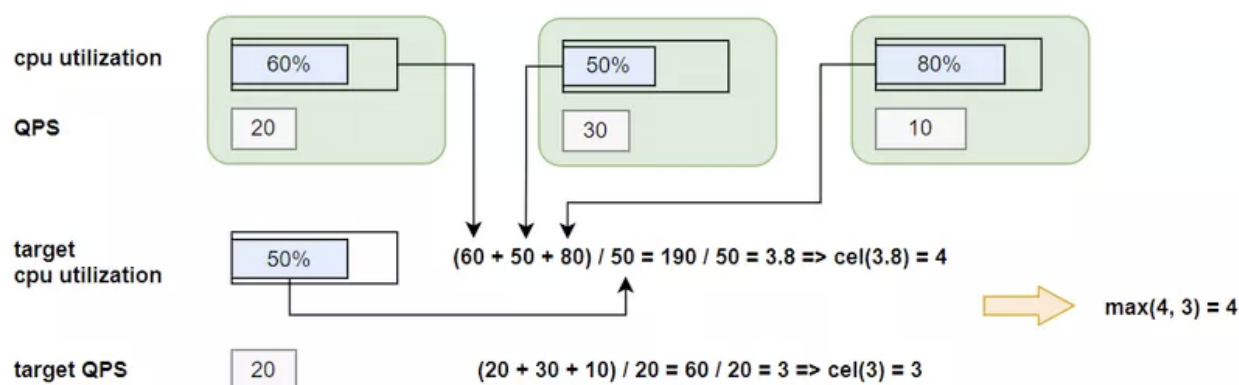 cpu utilization
60%
50%
80%
QPS
20
30
10
target
cpu utilization
50%
(60 + 50 + 80) / 50 = 190 / 50 = 3.8 => cel(3.8) = 4
max(4, 3) = 4
target QPS
20
(20 + 30 + 10) / 20 = 60 / 20 = 3 => cel(3) = 3